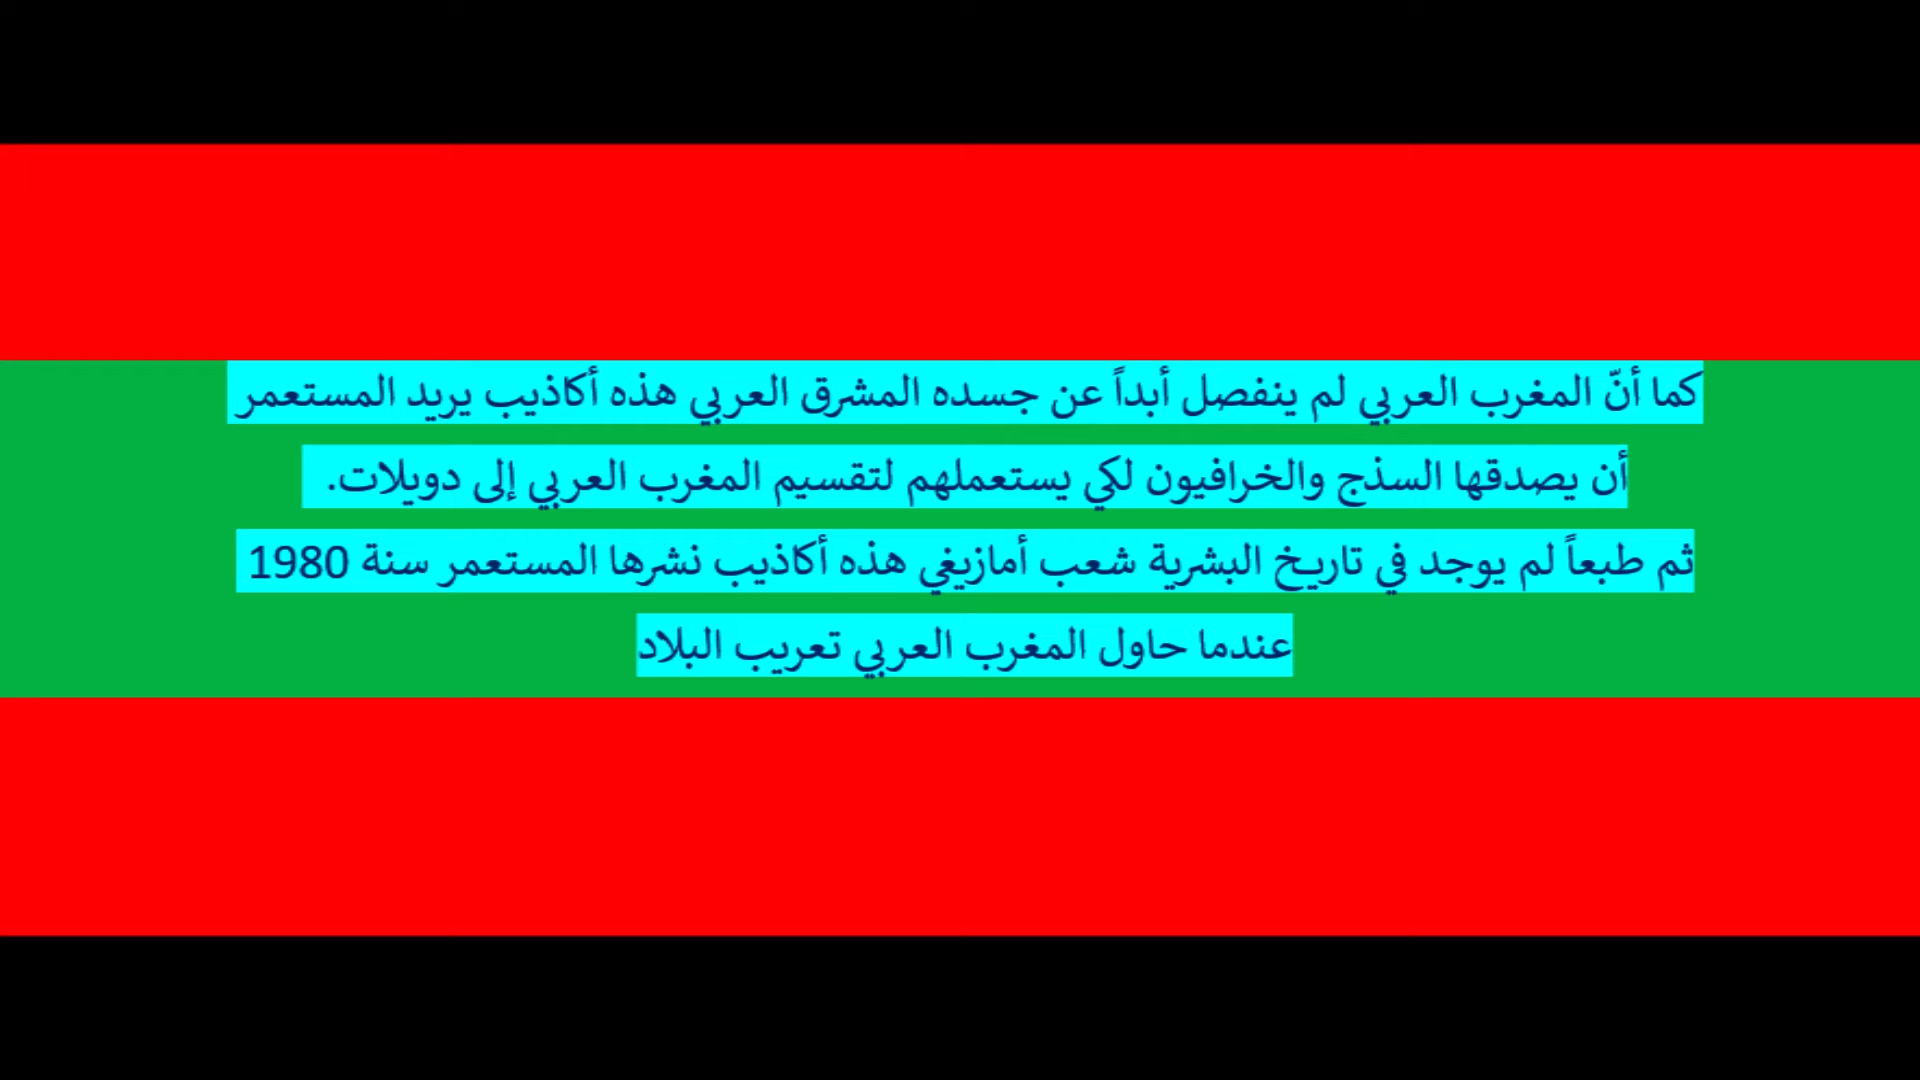 كما أنّ المغرب العربي لم ينفصل أبداً عن جسده المشرق العربي هذه أكاذيب يريد المستعمر
أن يصدقها السذج والخرافيون لكي يستعملهم لتقسيم المغرب العربي إلى دويلات.
ثم طبعاً لم يوجد في تاريخ البشرية شعب أمازيغي هذه أكاذيب نشرها المستعمر سنة 1980
عندما حاول المغرب العربي تعريب البلاد